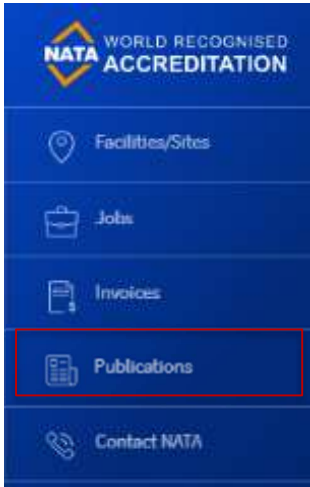 NATA
WORLD RECOGNISED
ACCREDITATION
Facilities/Sites
Jobs
Invoices
Publications
Contact NATA